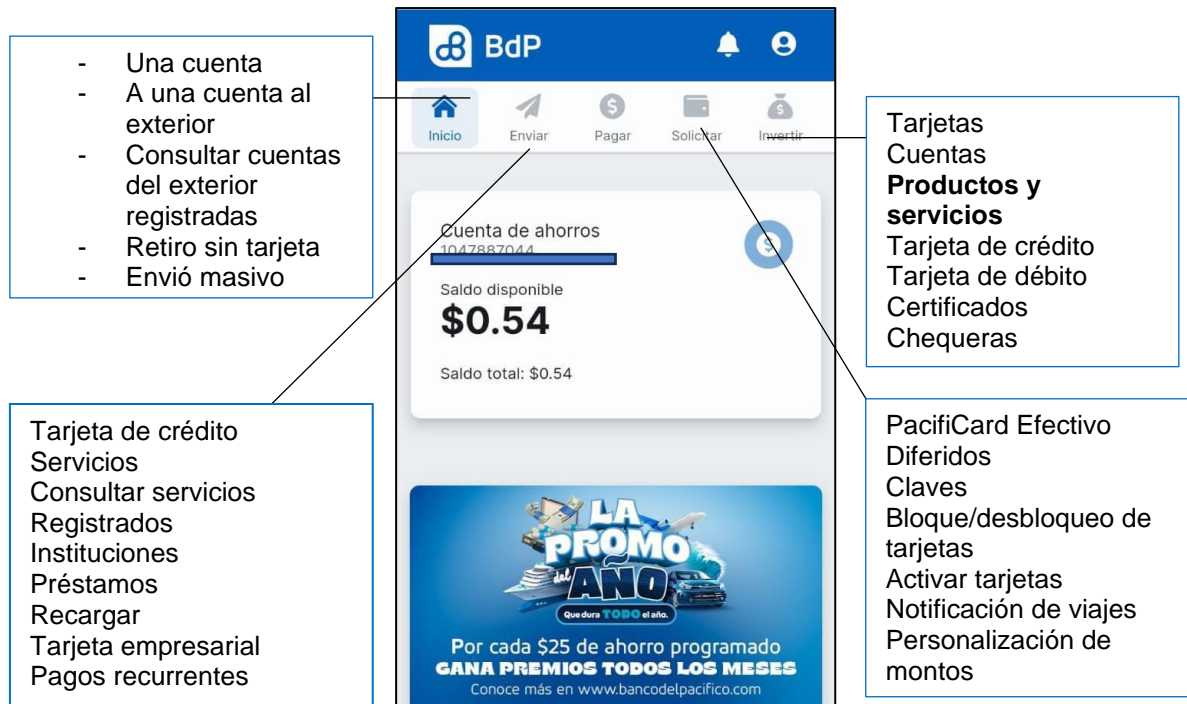 BdP
Inicio
Enviar
Pagar
Solicitar
Invertir
- Una cuenta
- A una cuenta al
exterior
- Consultar cuentas
del exterior
registradas
- Retiro sin tarjeta
- Envió masivo
Tarjetas
Cuentas
Productos y
servicios
Tarjeta de crédito
Tarjeta de débito
Certificados
Chequeras
Cuenta de ahorros
Saldo disponible
$0.54
Saldo total: $0.54
Tarjeta de crédito
Servicios
Consultar servicios
Registrados
Instituciones
Préstamos
Recargar
Tarjeta empresarial
Pagos recurrentes
PacifiCard Efectivo
Diferidos
Claves
Bloque/desbloqueo de
tarjetas
Activar tarjetas
Notificación de viajes
Personalización de
montos
LA
PROMO
del AÑO
Que dura TODO el año.
Por cada $25 de ahorro programado
GANA PREMIOS TODOS LOS MESES
Conoce más en www.bancodelpacifico.com